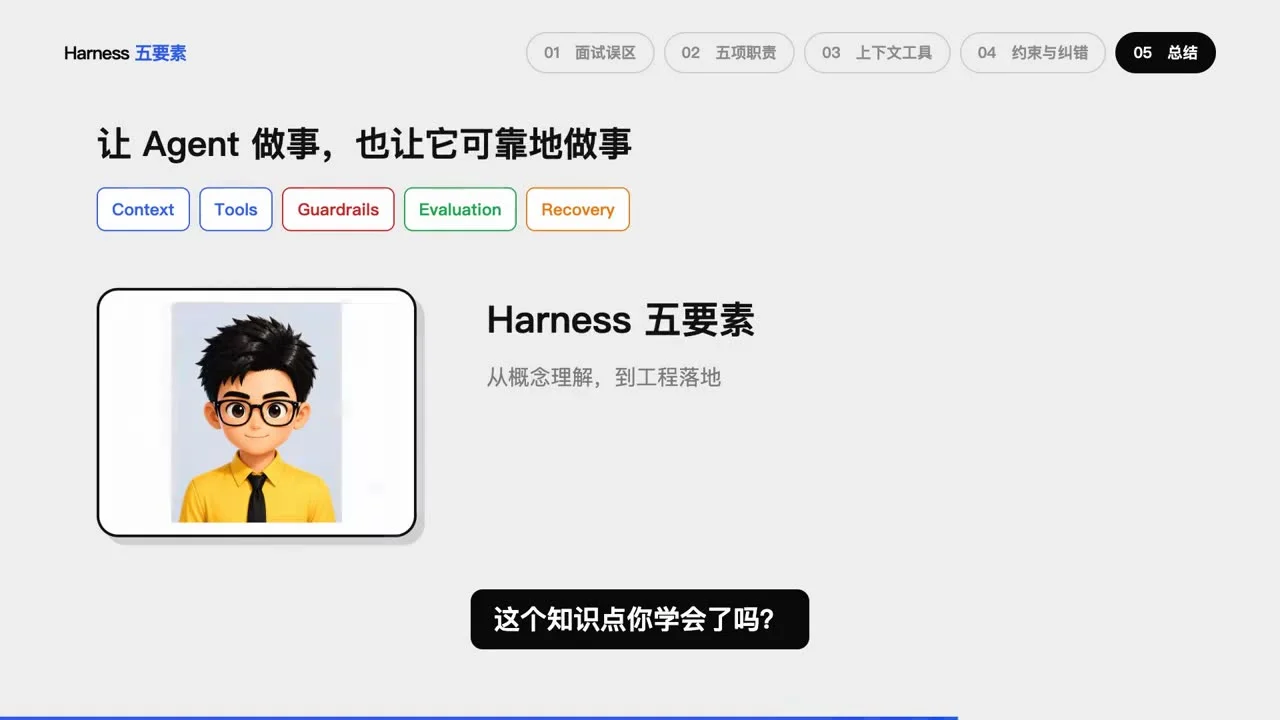 Harness 五要素
01 面试误区
02 五项职责
03 上下文工具
04 约束与纠错
05 总结
让 Agent 做事，也让它可靠地做事
Context
Tools
Guardrails
Evaluation
Recovery
Harness 五要素
从概念理解，到工程落地
这个知识点你学会了吗？